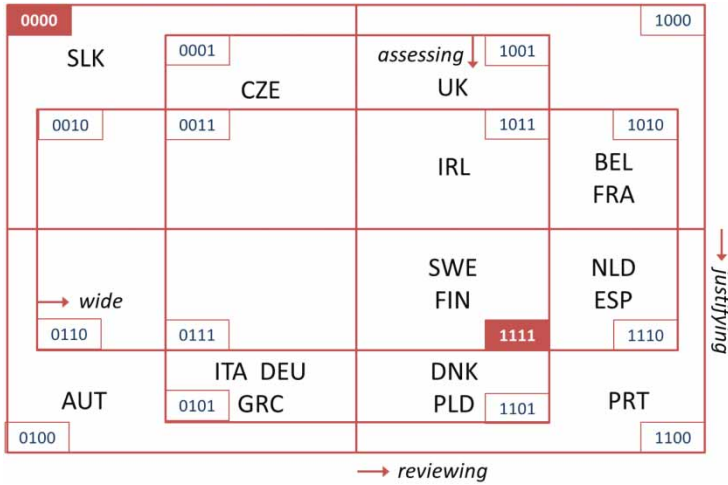 0000
1000
SLK
0001
assessing
1001
CZE
UK
0010
0011
1011
1010
IRL
BEL
FRA
SWE
FIN
NLD
ESP
wide
justifying
0110
0111
1111
1110
ITA DEU
GRC
DNK
PLD
AUT
0101
1101
PRT
0100
1100
reviewing